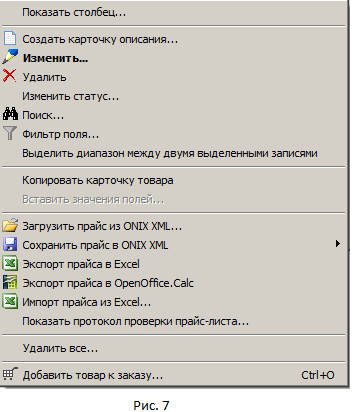 Показать столбец...
Создать карточку описания...
Изменить...
Удалить
Изменить статус...
Поиск...
Фильтр поля...
Выделить диапазон между двумя выделенными записями
Копировать карточку товара
Вставить значения полей...
Загрузить прайс из ONIX XML...
Сохранить прайс в ONIX XML
Экспорт прайса в Excel
Экспорт прайса в OpenOffice.Calc
Импорт прайса из Excel...
Показать протокол проверки прайс-листа...
Удалить все...
Добавить товар к заказу... Ctrl+O
Рис. 7